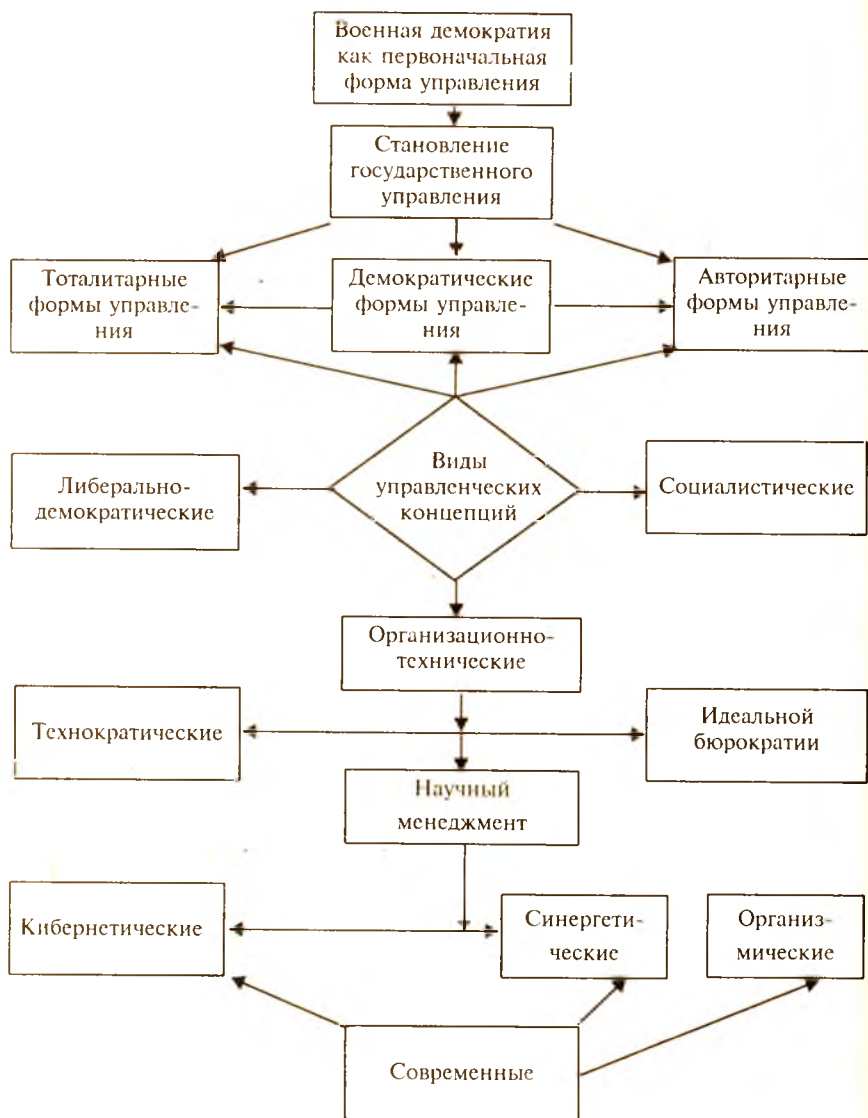 Военная демократия
как первоначальная
форма управления
Становление
государственного
управления
Тоталитарные
формы управле-
ния
Демократические
формы управле-
ния
Авторитарные
формы управле-
ния
Либерально-
демократические
Виды
управленческих
концепций
Социалистические
Организационно-
технические
Технократические
Идеальной
бюрократии
Научный
менеджмент
Кибернетические
Синергети-
ческие
Организ-
мические
Современные